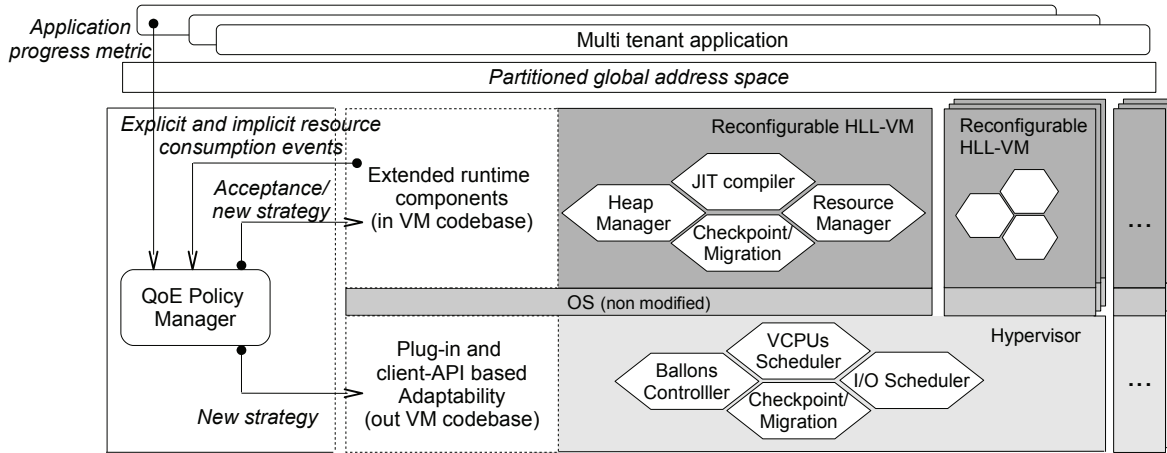 Application
progress metric
Multi tenant application
Partitioned global address space
Explicit and implicit resource
consumption events
Acceptance/
new strategy
QoE Policy
Manager
New strategy
Extended runtime
components
(in VM codebase)
Reconfigurable HLL-VM
JIT compiler
Heap
Manager
Resource
Manager
Checkpoint/
Migration
Reconfigurable
HLL-VM
...
OS (non modified)
Plug-in and
client-API based
Adaptability
(out VM codebase)
Hypervisor
VCPUs
Scheduler
Ballons
Controlller
I/O Scheduler
Checkpoint/
Migration
...